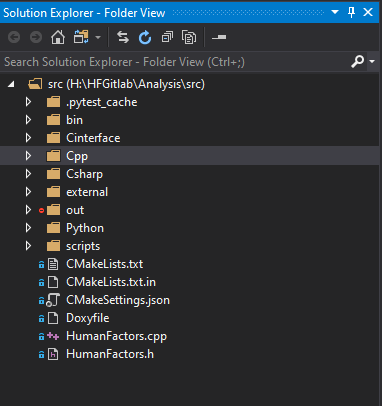 Solution Explorer - Folder View
Search Solution Explorer - Folder View (Ctrl+;)
src (H:\HFGitlab\Analysis\src)
.pytest_cache
bin
Cinterface
Cpp
Csharp
external
out
Python
scripts
CMakeLists.txt
CMakeLists.txt.in
CMakeSettings.json
Doxyfile
HumanFactors.cpp
HumanFactors.h